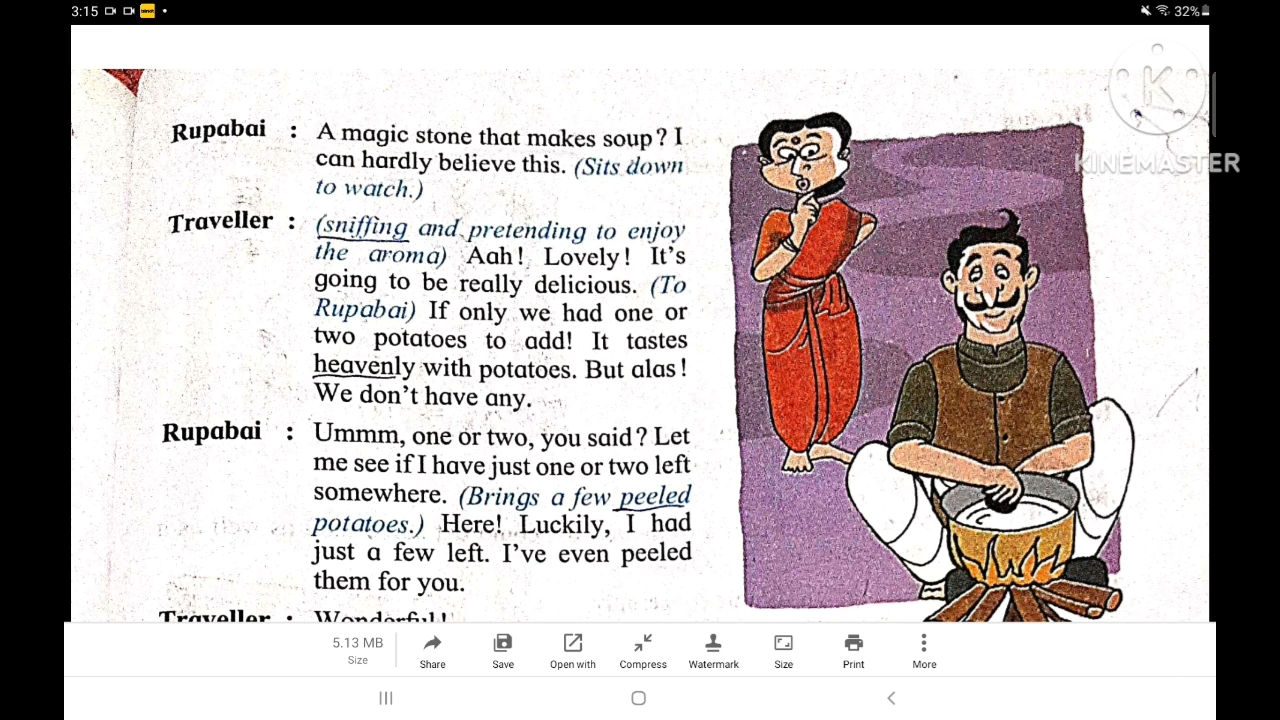 3:15
32%
KINEMASTER
Rupabai : A magic stone that makes soup? I
can hardly believe this. (Sits down
to watch.)
Traveller : (sniffing and pretending to enjoy
the aroma) Aah! Lovely! It's
going to be really delicious. (To
Rupabai) If only we had one or
two potatoes to add! It tastes
heavenly with potatoes. But alas!
We don't have any.
Rupabai : Ummm, one or two, you said? Let
me see if I have just one or two left
somewhere. (Brings a few peeled
potatoes.) Here! Luckily, I had
just a few left. I've even peeled
them for you.
Traveller : Wonderful!
5.13 MB
Size
Share
Save
Open with
Compress
Watermark
Size
Print
More